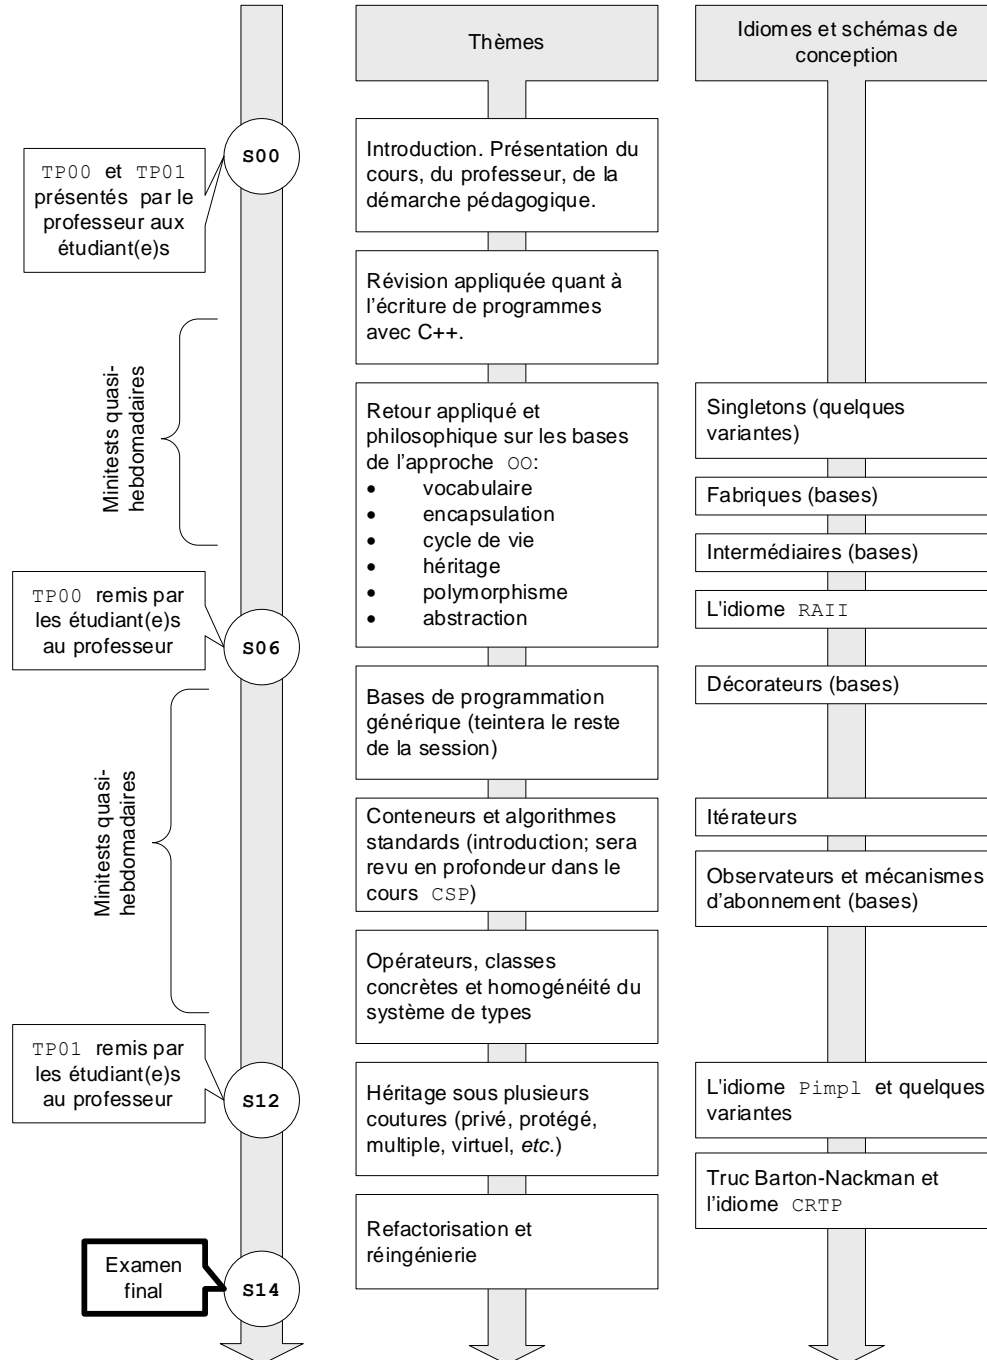 Thèmes
Idiomes et schémas de
conception
S00
TP00 et TP01
présentés par le
professeur aux
étudiant(e)s
Introduction. Présentation du
cours, du professeur, de la
démarche pédagogique.
Révision appliquée quant à
l'écriture de programmes
avec C++.
Minitests quasi-
hebdomadaires
Retour appliqué et
philosophique sur les bases
de l'approche OO:
• vocabulaire
• encapsulation
• cycle de vie
• héritage
• polymorphisme
• abstraction
Singletons (quelques
variantes)
Fabriques (bases)
Intermédiaires (bases)
L'idiome RAII
TP00 remis par
les étudiant(e)s
au professeur
S06
Décorateurs (bases)
Bases de programmation
générique (teintera le reste
de la session)
Minitests quasi-
hebdomadaires
Conteneurs et algorithmes
standards (introduction; sera
revu en profondeur dans le
cours CSP)
Itérateurs
Observateurs et mécanismes
d'abonnement (bases)
Opérateurs, classes
concrètes et homogénéité du
système de types
TP01 remis par
les étudiant(e)s
au professeur
S12
Héritage sous plusieurs
coutures (privé, protégé,
multiple, virtuel, etc.)
L'idiome Pimpl et quelques
variantes
Truc Barton-Nackman et
l'idiome CRTP
Refactorisation et
réingénierie
Examen
final
S14